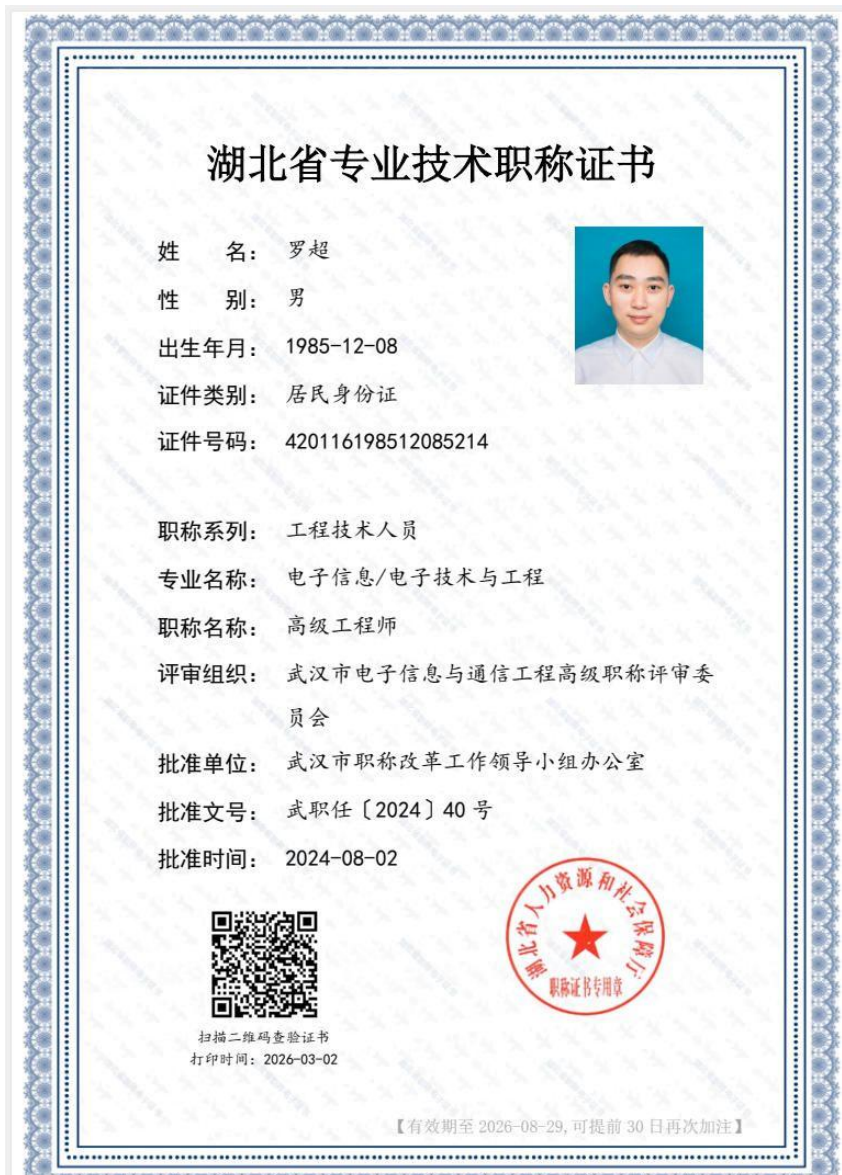 湖北省专业技术职称证书
姓 名： 罗超
性 别： 男
出生年月： 1985-12-08
证件类别： 居民身份证
证件号码： 420116198512085214
职称系列： 工程技术人员
专业名称： 电子信息/电子技术与工程
职称名称： 高级工程师
评审组织： 武汉市电子信息与通信工程高级职称评审委
员会
批准单位： 武汉市职称改革工作领导小组办公室
批准文号： 武职任〔2024〕40 号
批准时间： 2024-08-02
湖北省人力资源和社会保障厅
职称证书专用章
扫描二维码查验证书
打印时间：2026-03-02
【有效期至 2026-08-29,可提前 30 日再次加注】